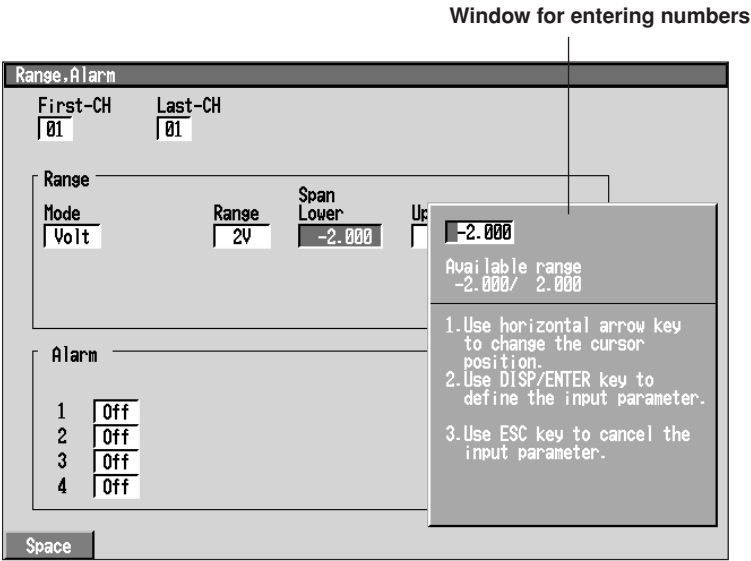 Window for entering numbers
Range,Alarm
First-CH Last-CH
01 01
Range
Span
Mode Range Lower Up
Volt 2V -2.000
-2.000
Available range
-2.000/ 2.000
1.Use horizontal arrow key
to change the cursor
position.
2.Use DISP/ENTER key to
define the input parameter.
3.Use ESC key to cancel the
input parameter.
Alarm
1 Off
2 Off
3 Off
4 Off
Space